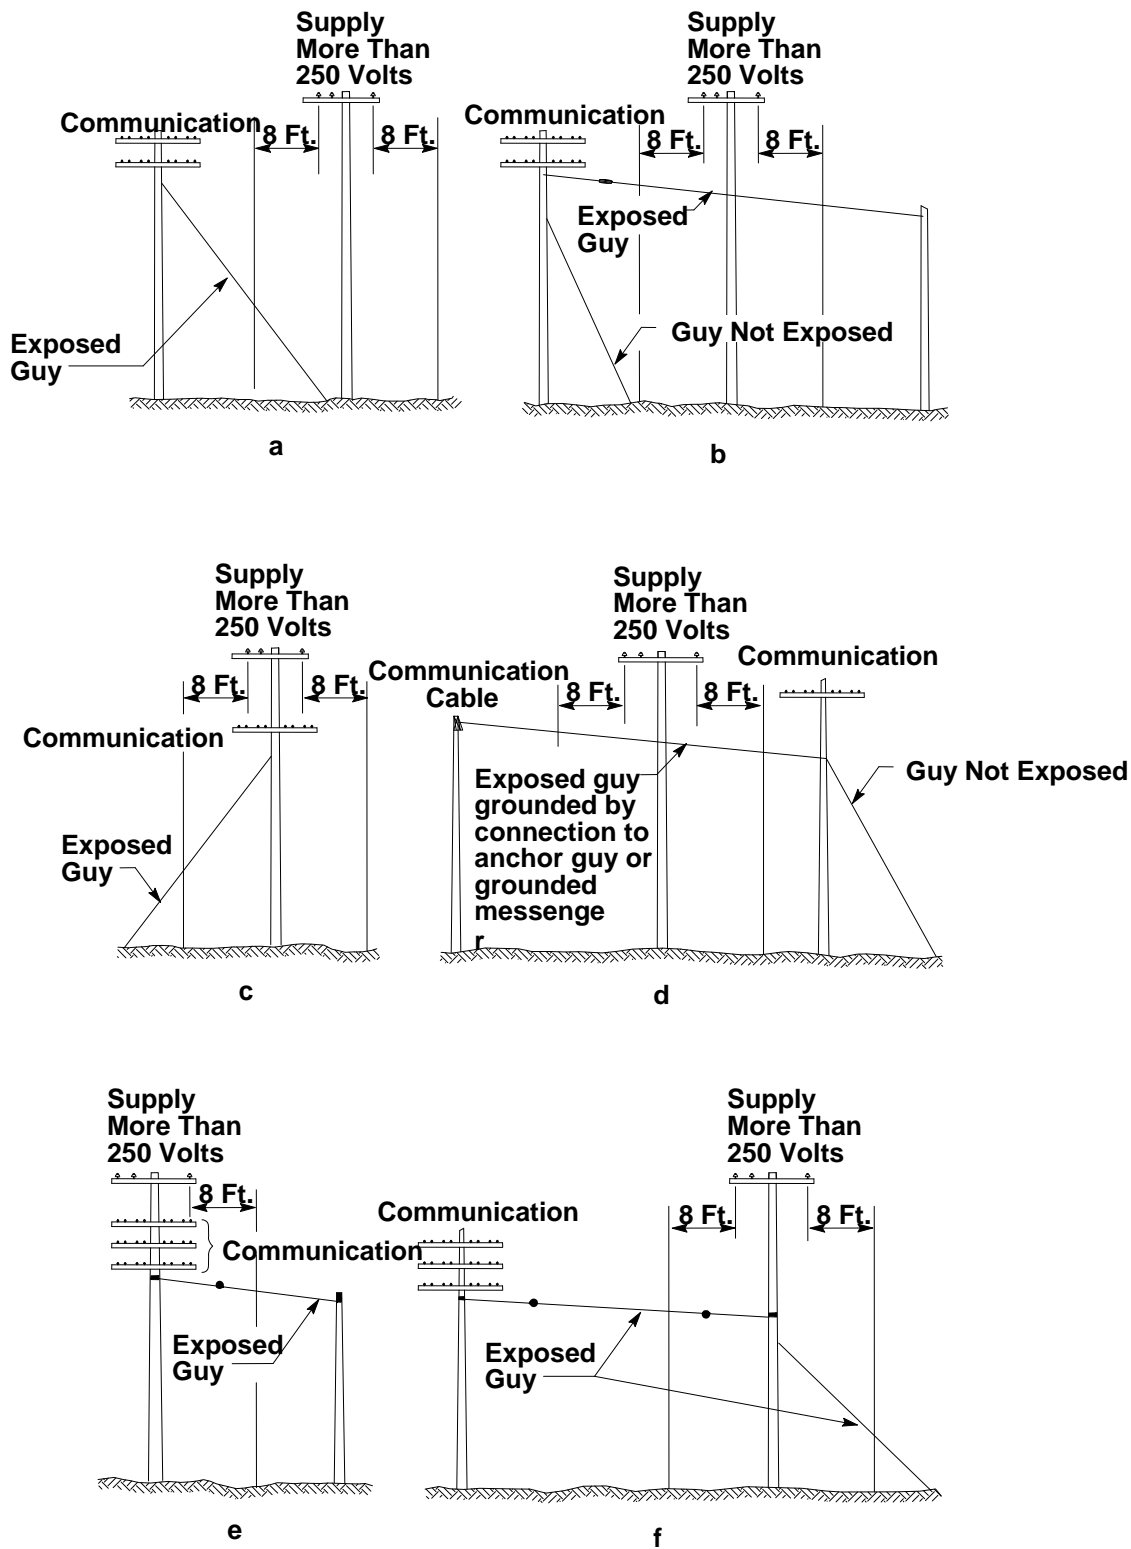 Supply
More Than
250 Volts
Communication
8 Ft.
8 Ft.
Exposed
Guy
a
Supply
More Than
250 Volts
Communication
8 Ft.
8 Ft.
Exposed
Guy
Guy Not Exposed
b
Supply
More Than
250 Volts
8 Ft.
8 Ft.
Communication
Exposed
Guy
c
Supply
More Than
250 Volts
Communication
Cable
8 Ft.
8 Ft.
Communication
Exposed guy
grounded by
connection to
anchor guy or
grounded
messenge
r
Guy Not Exposed
d
Supply
More Than
250 Volts
8 Ft.
Communication
Exposed
Guy
e
Supply
More Than
250 Volts
Communication
8 Ft.
8 Ft.
Exposed
Guy
f